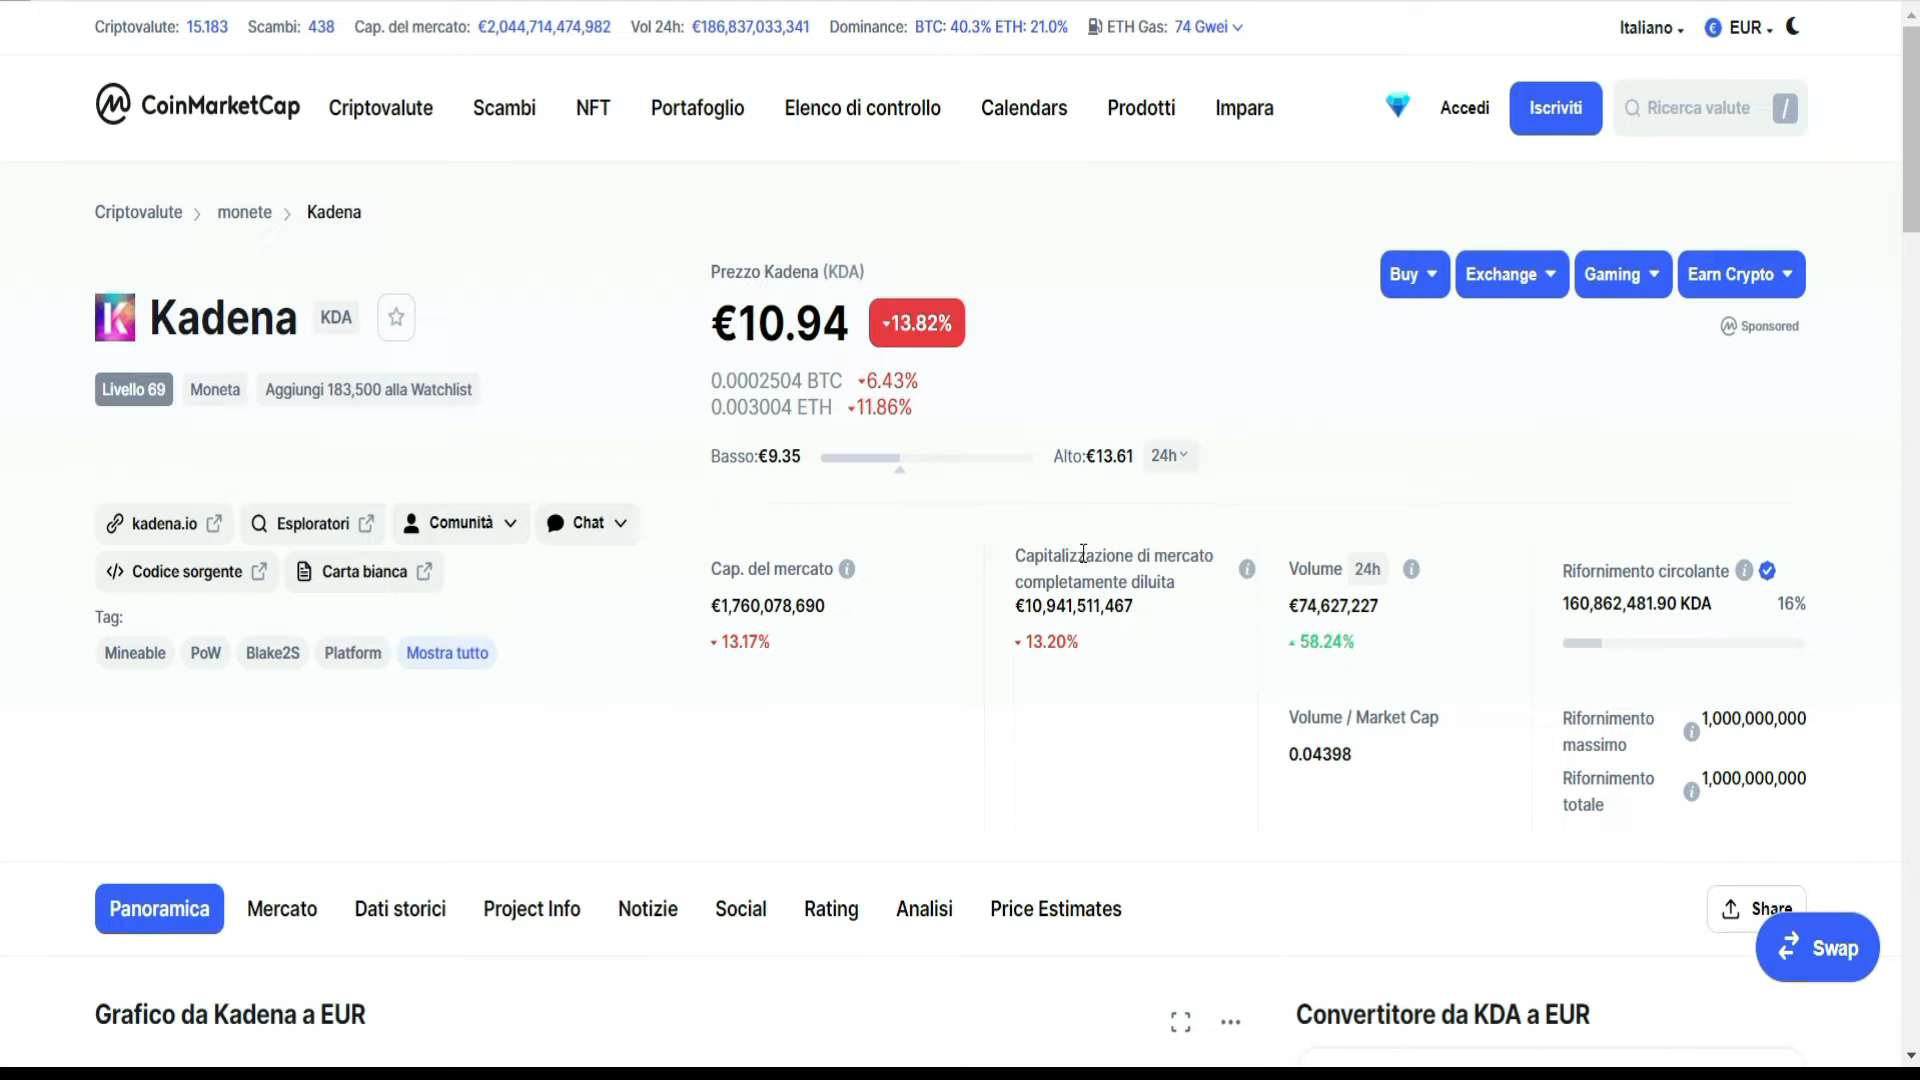 Criptovalute: 15.183 Scambi: 438 Cap. del mercato: €2,044,714,474,982 Vol 24h: €186,837,033,341 Dominance: BTC: 40.3% ETH: 21.0% ETH Gas: 74 Gwei
Italiano EUR
CoinMarketCap Criptovalute Scambi NFT Portafoglio Elenco di controllo Calendars Prodotti Impara Accedi Iscriviti Ricerca valute /
Criptovalute > monete > Kadena
Prezzo Kadena (KDA)
Buy Exchange Gaming Earn Crypto
Kadena KDA
€10.94 13.82%
Sponsored
Livello 69 Moneta Aggiungi 183,500 alla Watchlist
0.0002504 BTC 6.43%
0.003004 ETH 11.86%
Basso:€9.35 Alto:€13.61 24h
kadena.io Esploratori Comunità Chat
Codice sorgente Carta bianca
Tag:
Mineable PoW Blake2S Platform Mostra tutto
Cap. del mercato
€1,760,078,690
13.17%
Capitalizzazione di mercato
completamente diluita
€10,941,511,467
13.20%
Volume 24h
€74,627,227
58.24%
Volume / Market Cap
0.04398
Rifornimento circolante
160,862,481.90 KDA 16%
Rifornimento
massimo
1,000,000,000
Rifornimento
totale
1,000,000,000
Panoramica Mercato Dati storici Project Info Notizie Social Rating Analisi Price Estimates Share
Swap
Grafico da Kadena a EUR
Convertitore da KDA a EUR